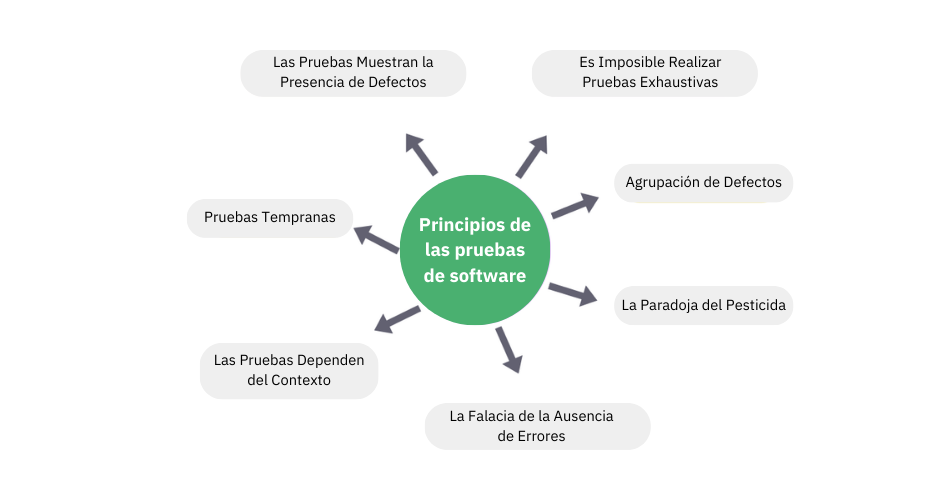 Las Pruebas Muestran la
Presencia de Defectos
Es Imposible Realizar
Pruebas Exhaustivas
Agrupación de Defectos
Pruebas Tempranas
Principios de
las pruebas
de software
La Paradoja del Pesticida
Las Pruebas Dependen
del Contexto
La Falacia de la Ausencia
de Errores